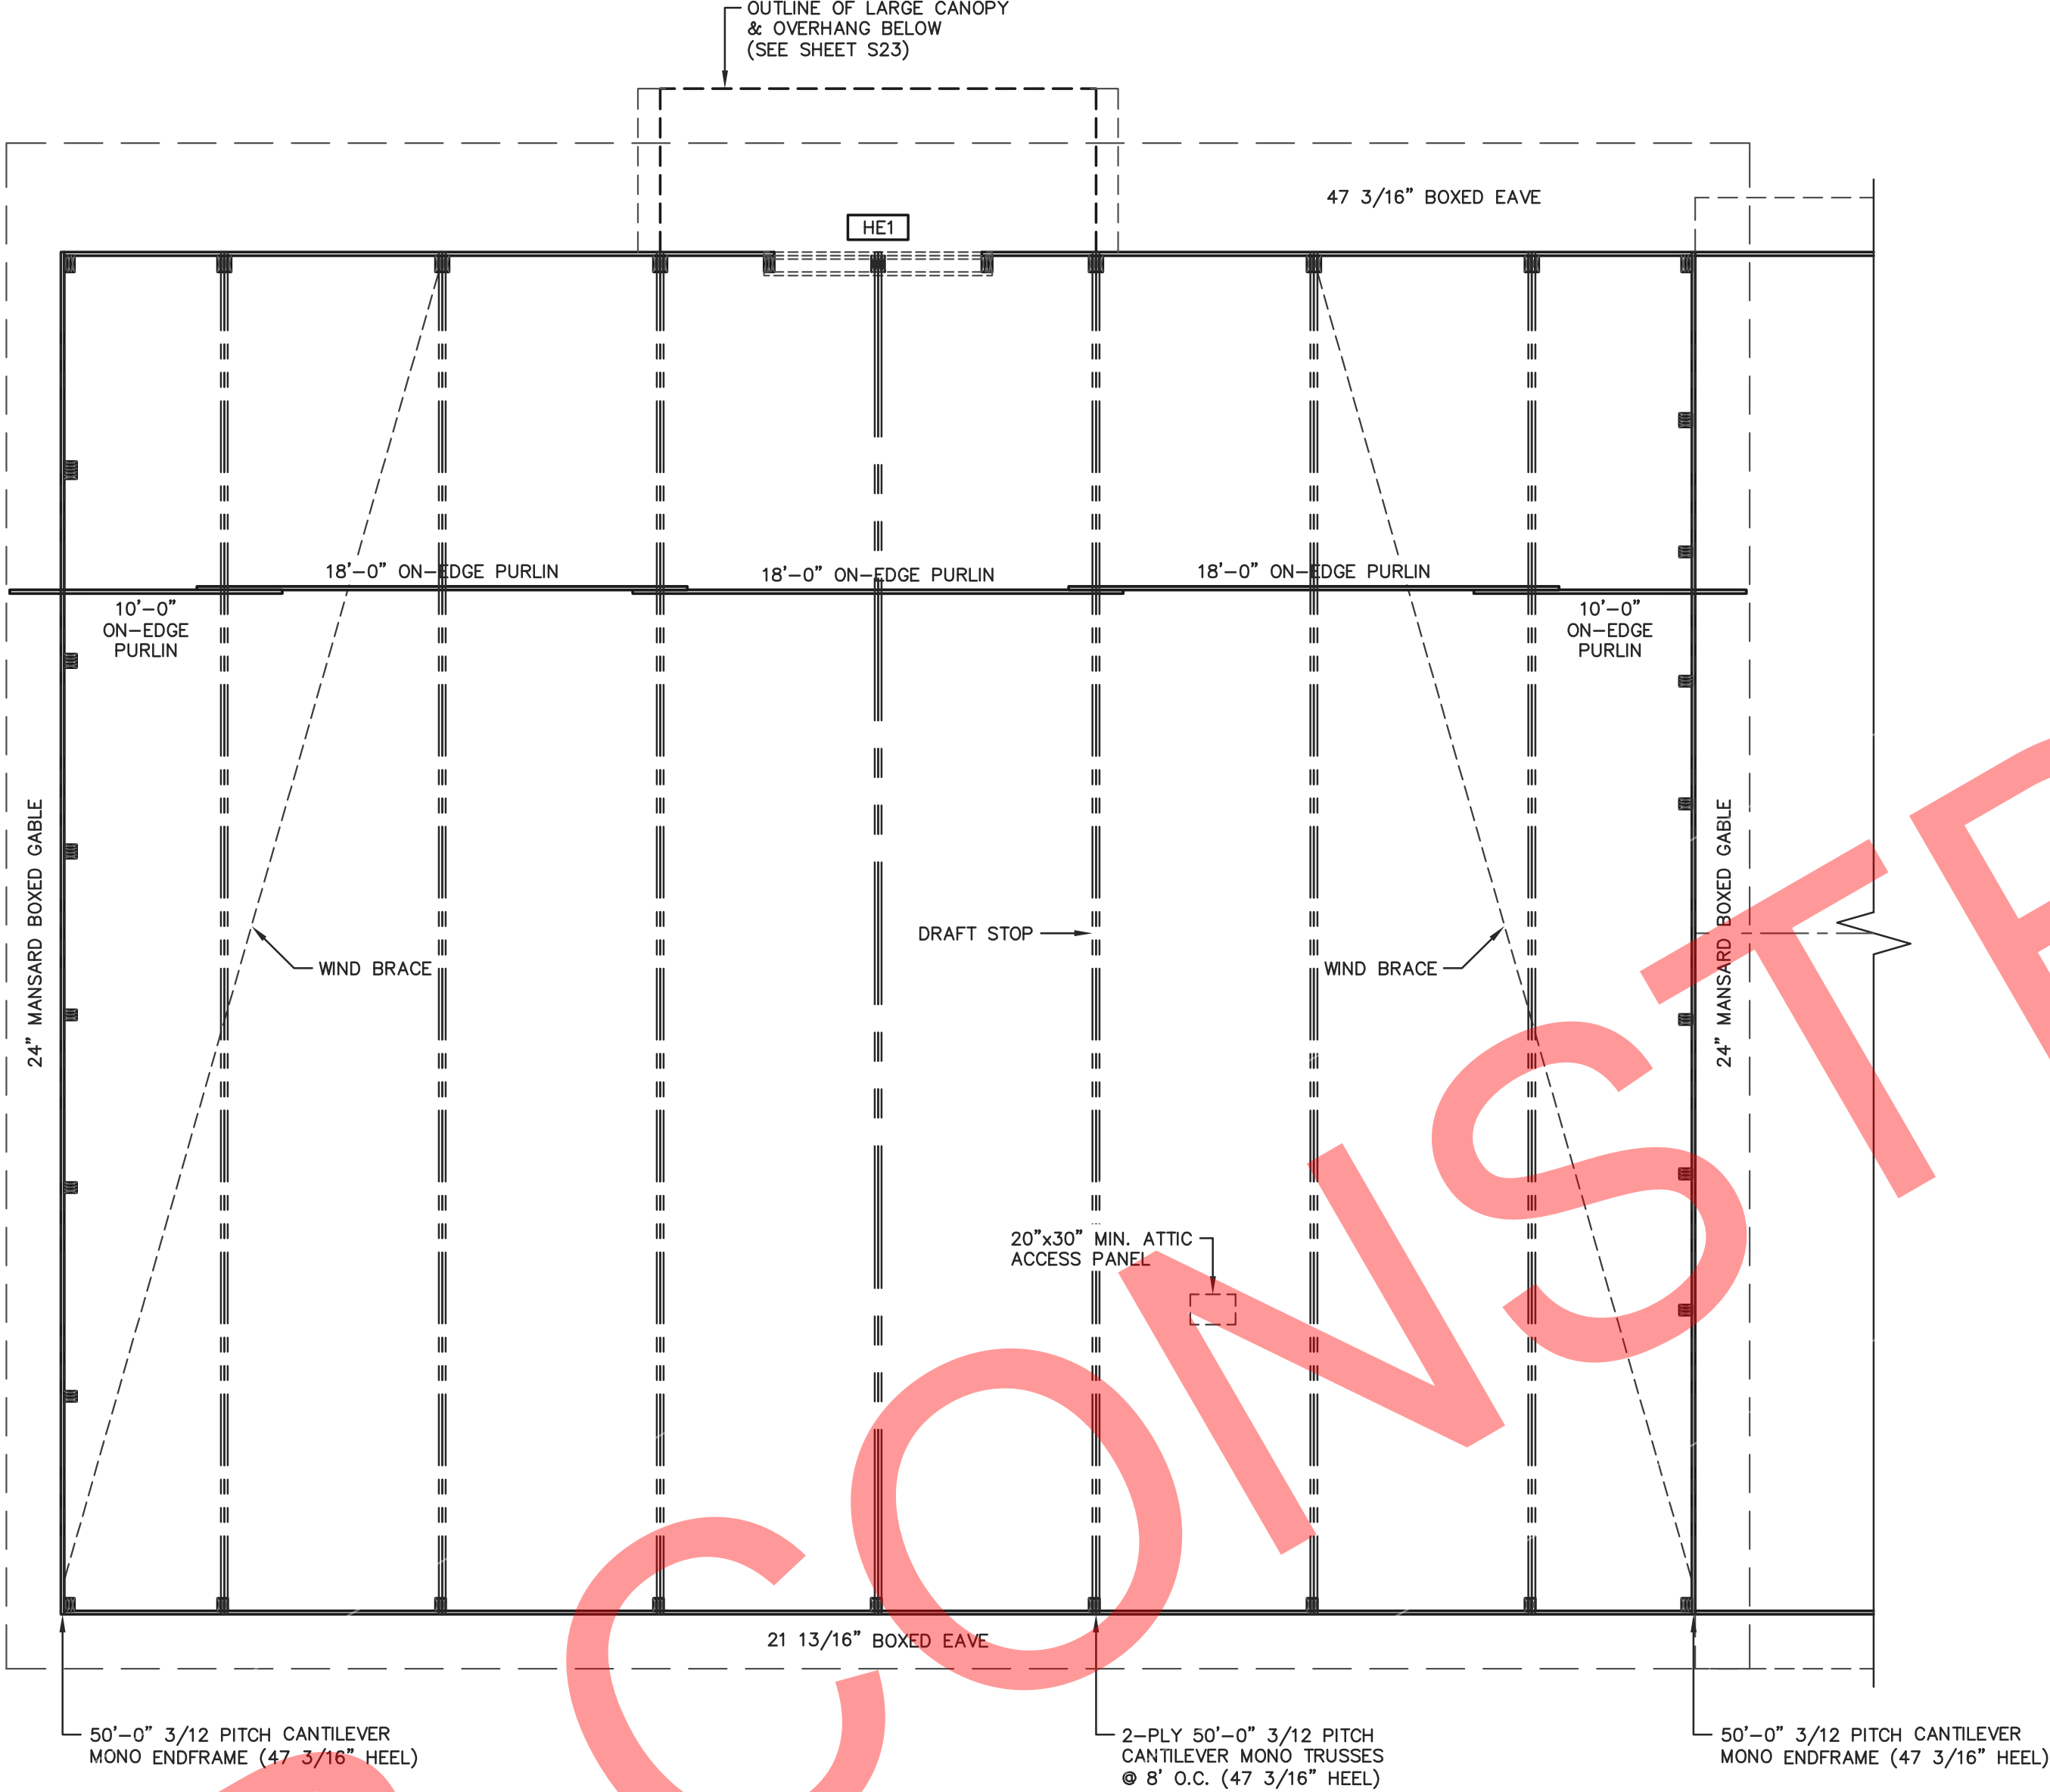 OUTLINE OF LARGE CANOPY
& OVERHANG BELOW
(SEE SHEET S23)
47 3/16" BOXED EAVE
HE1
18'-0" ON-EDGE PURLIN
18'-0" ON-EDGE PURLIN
18'-0" ON-EDGE PURLIN
10'-0"
ON-EDGE
PURLIN
10'-0"
ON-EDGE
PURLIN
24" MANSARD BOXED GABLE
24" MANSARD BOXED GABLE
DRAFT STOP
WIND BRACE
WIND BRACE
20"x30" MIN. ATTIC
ACCESS PANEL
21 13/16" BOXED EAVE
50'-0" 3/12 PITCH CANTILEVER
MONO ENDFRAME (47 3/16" HEEL)
2-PLY 50'-0" 3/12 PITCH
CANTILEVER MONO TRUSSES
@ 8' O.C. (47 3/16" HEEL)
50'-0" 3/12 PITCH CANTILEVER
MONO ENDFRAME (47 3/16" HEEL)
CONST